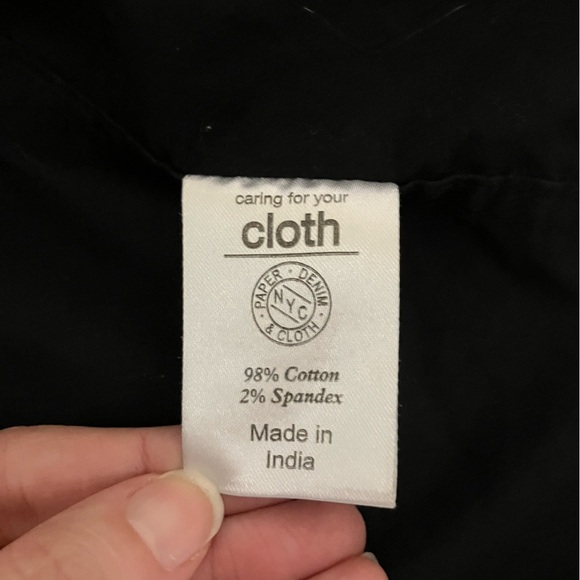 caring for your
cloth
PAPER · DENIM
NYC
& CLOTH
98% Cotton
2% Spandex
Made in
India